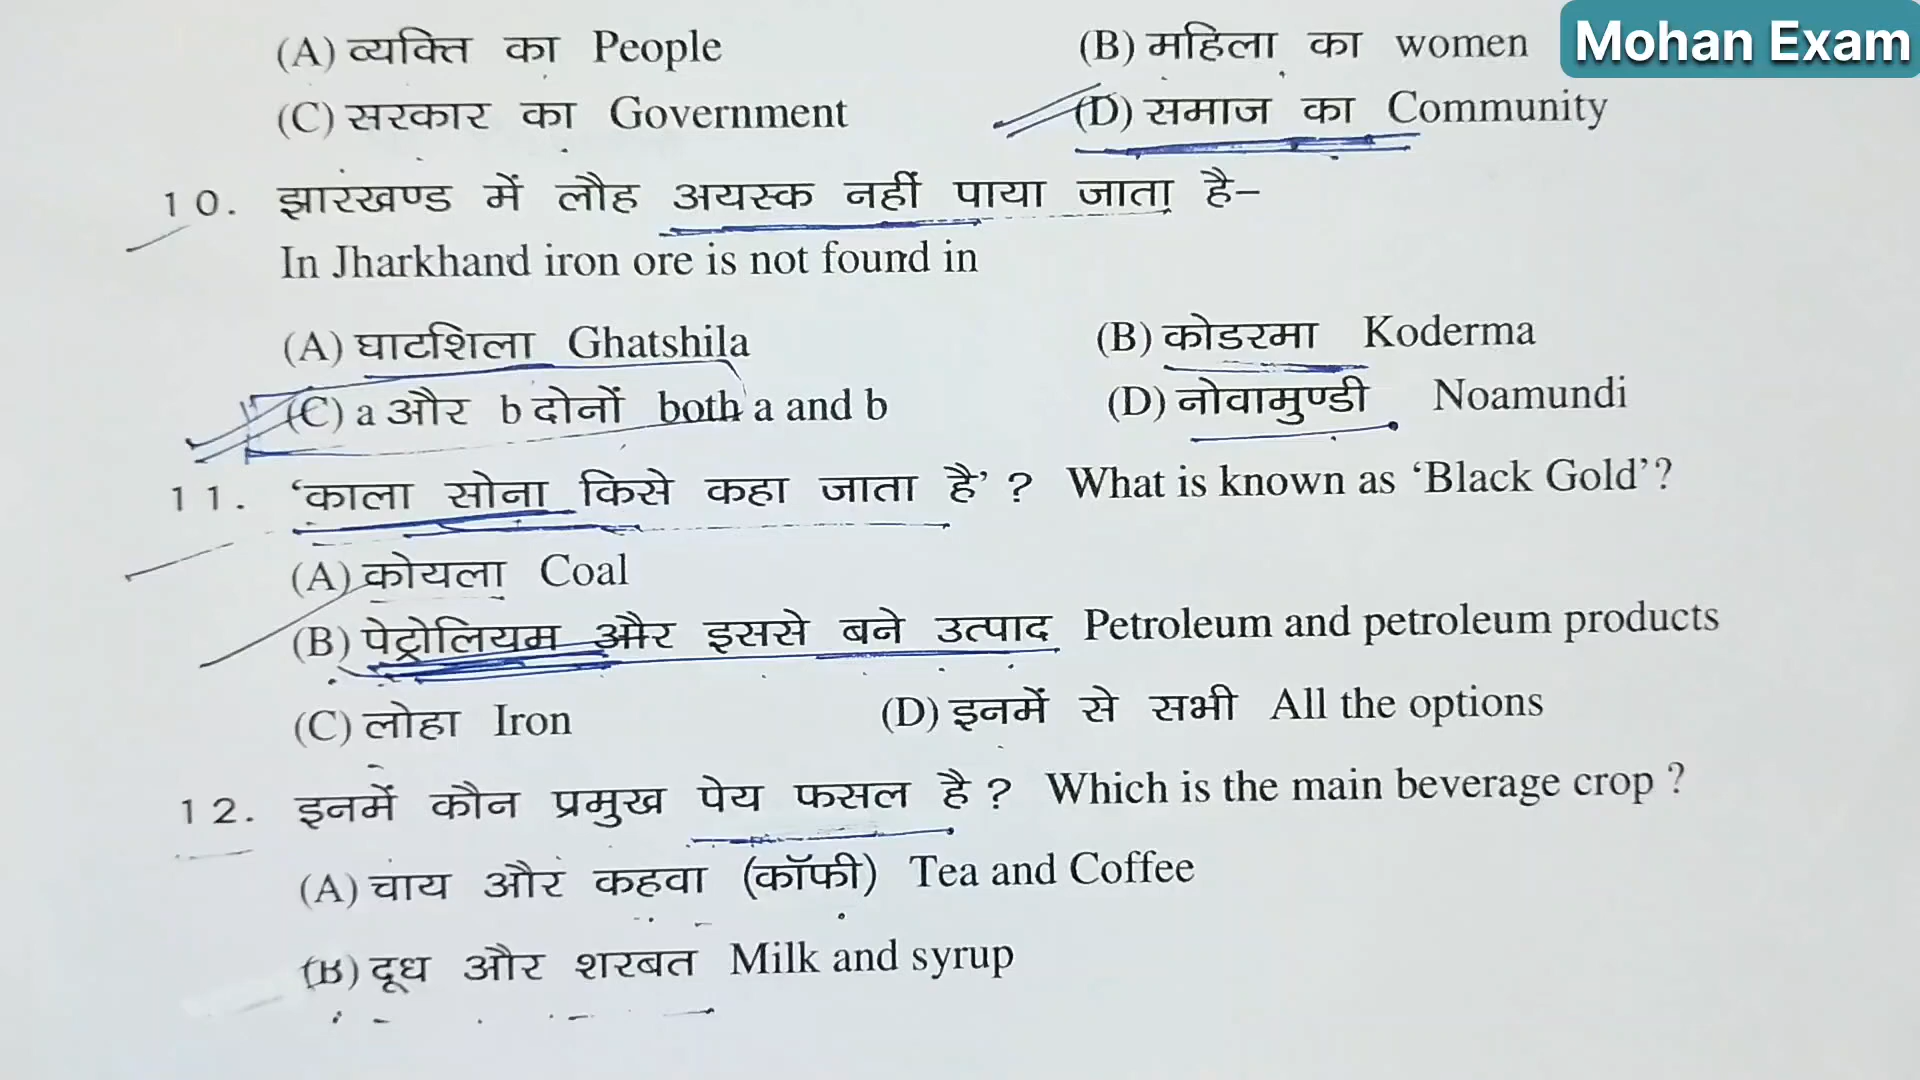 Mohan Exam
(A) व्यक्ति का People (B) महिला का women
(C) सरकार का Government (D) समाज का Community
10. झारखण्ड में लौह अयस्क नहीं पाया जाता है–
In Jharkhand iron ore is not found in
(A) घाटशिला Ghatshila (B) कोडरमा Koderma
(C) a और b दोनों both a and b (D) नोवामुण्डी Noamundi
11. ‘काला सोना किसे कहा जाता है’ ? What is known as ‘Black Gold’?
(A) कोयला Coal
(B) पेट्रोलियम और इससे बने उत्पाद Petroleum and petroleum products
(C) लोहा Iron (D) इनमें से सभी All the options
12. इनमें कौन प्रमुख पेय फसल है ? Which is the main beverage crop ?
(A) चाय और कहवा (कॉफी) Tea and Coffee
(B) दूध और शरबत Milk and syrup